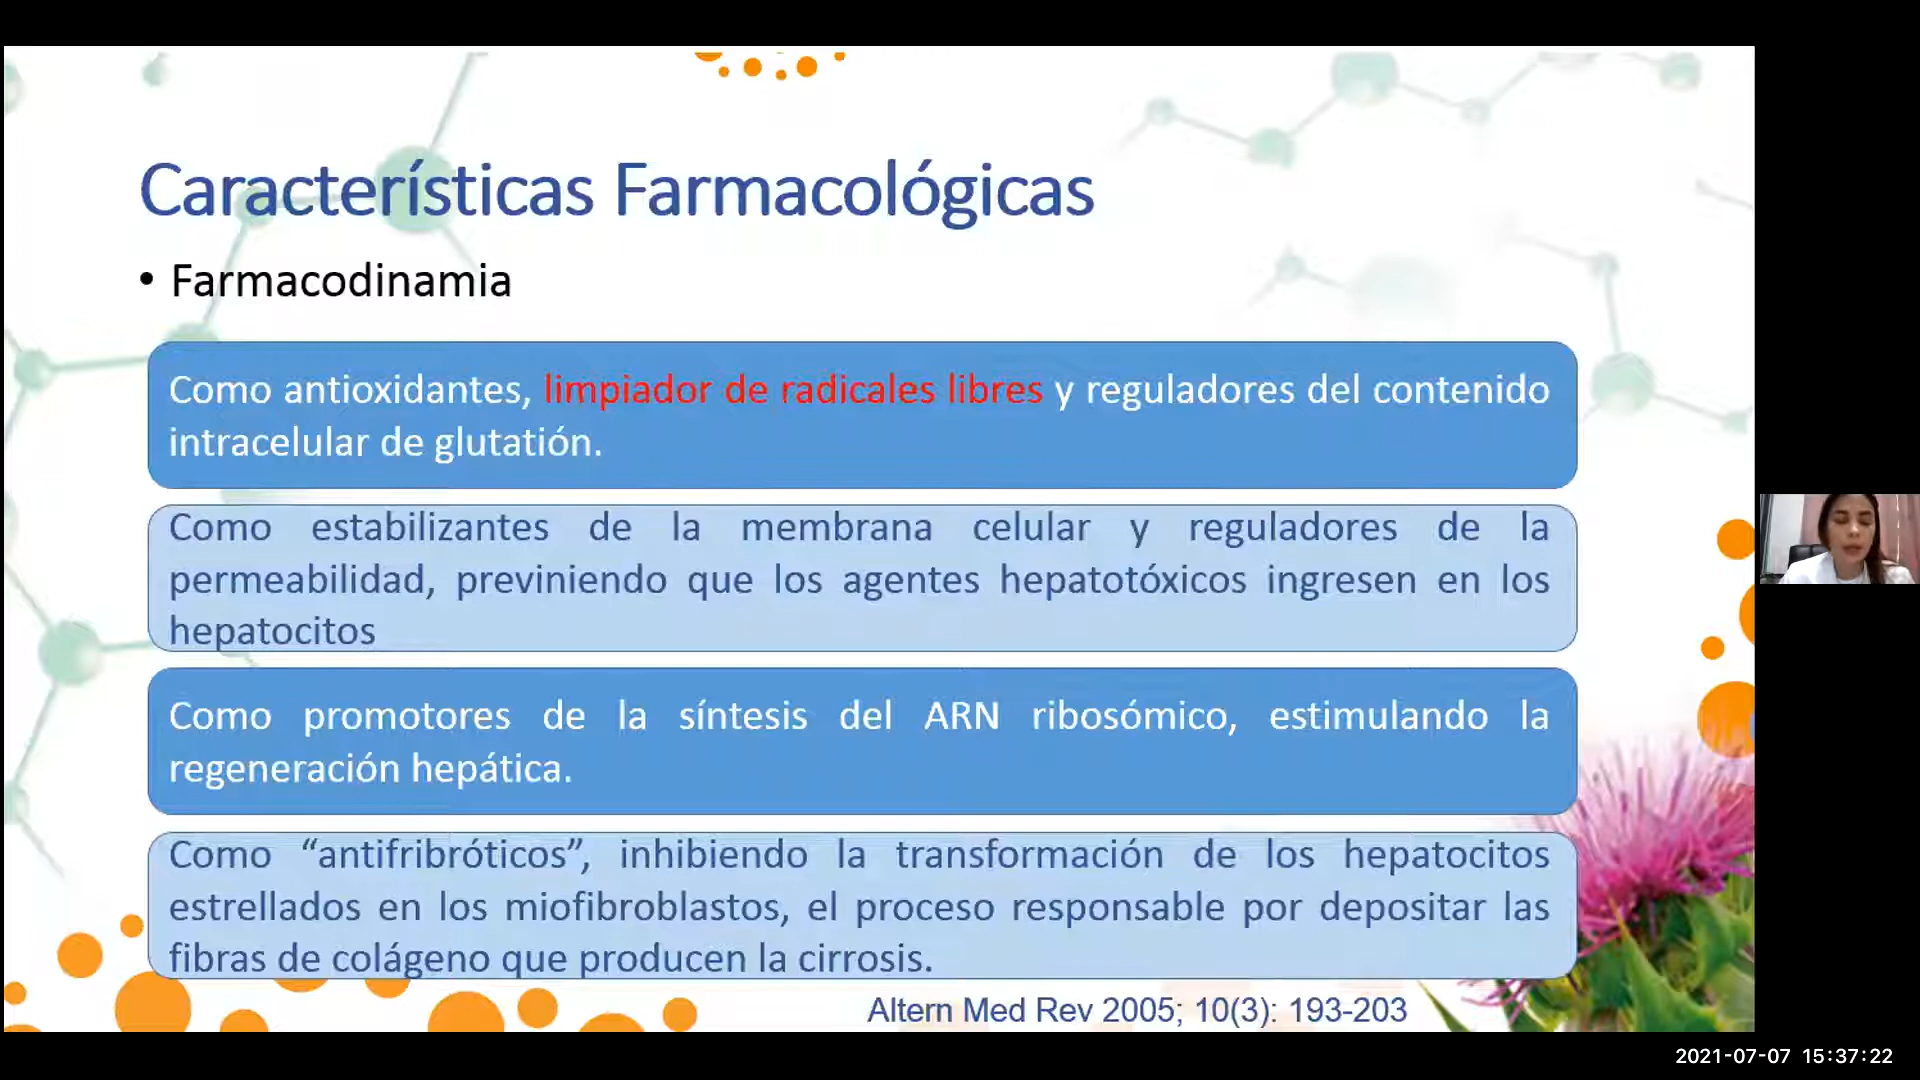 Características Farmacológicas
• Farmacodinamia
Como antioxidantes, limpiador de radicales libres y reguladores del contenido
intracelular de glutatión.
Como estabilizantes de la membrana celular y reguladores de la
permeabilidad, previniendo que los agentes hepatotóxicos ingresen en los
hepatocitos
Como promotores de la síntesis del ARN ribosómico, estimulando la
regeneración hepática.
Como “antifribróticos”, inhibiendo la transformación de los hepatocitos
estrellados en los miofibroblastos, el proceso responsable por depositar las
fibras de colágeno que producen la cirrosis.
Altern Med Rev 2005; 10(3): 193-203
2021-07-07 15:37:22